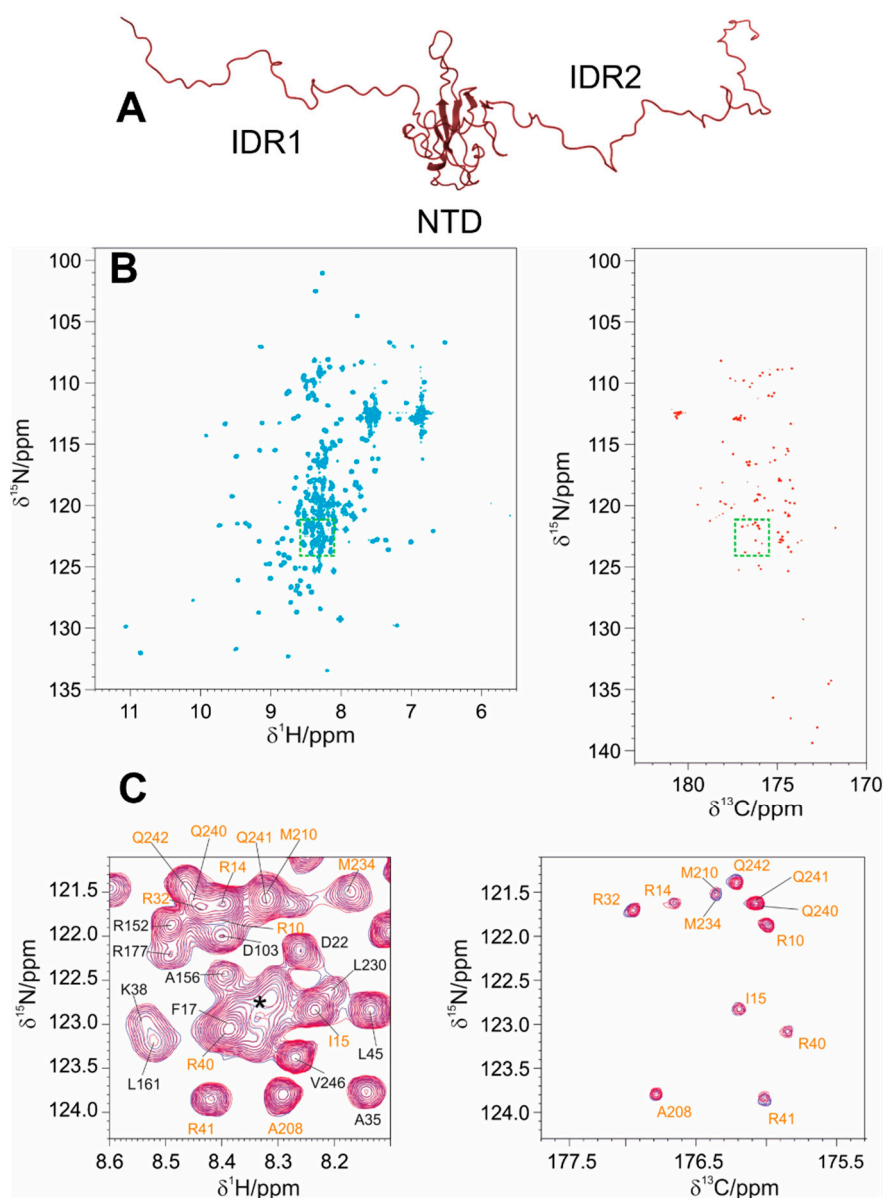 A
IDR1
IDR2
NTD
B
100
105
110
115
120
125
130
135
δ15N/ppm
11 10 9 8 7 6
δ1H/ppm
100
105
110
115
120
125
130
135
140
δ15N/ppm
180 175 170
δ13C/ppm
C
Q242 Q240 Q241 M210
R32 R14 M234
R152 R10
R177 D103 D22
A156 L230
K38 F17 *
L161 R40 I15 L45
V246
R41 A208 A35
121.5
122.0
122.5
123.0
123.5
124.0
δ15N/ppm
8.6 8.5 8.4 8.3 8.2
δ1H/ppm
M210 Q242
R32 R14 Q241
M234 Q240
R10
I15
R40
A208
R41
121.5
122.0
122.5
123.0
123.5
124.0
δ15N/ppm
177.5 176.5 175.5
δ13C/ppm